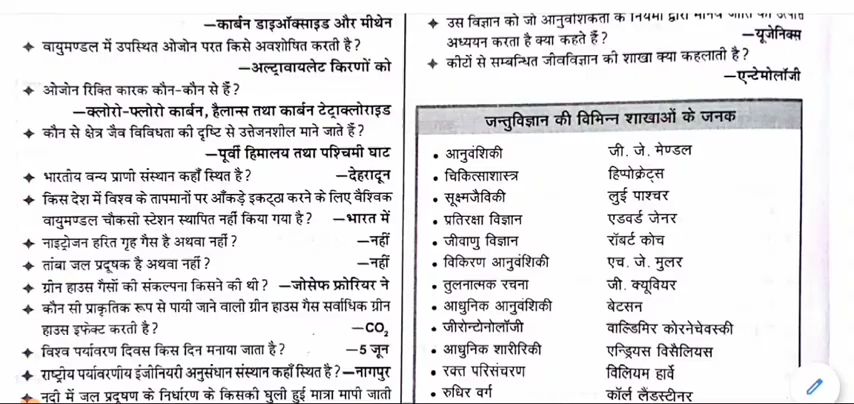 —कार्बन डाइऑक्साइड और मीथेन
✦ वायुमण्डल में उपस्थित ओजोन परत किसे अवशोषित करती है?
—अल्ट्रावायलेट किरणों को
✦ ओजोन रिक्ति कारक कौन-कौन से हैं?
—क्लोरो-फ्लोरो कार्बन, हैलान्स तथा कार्बन टेट्राक्लोराइड
✦ कौन से क्षेत्र जैव विविधता की दृष्टि से उत्तेजनशील माने जाते हैं?
—पूर्वी हिमालय तथा पश्चिमी घाट
✦ भारतीय वन्य प्राणी संस्थान कहाँ स्थित है? —देहरादून
✦ किस देश में विश्व के तापमानों पर आँकड़े इकट्ठा करने के लिए वैश्विक
वायुमण्डल चौकसी स्टेशन स्थापित नहीं किया गया है? —भारत में
✦ नाइट्रोजन हरित गृह गैस है अथवा नहीं? —नहीं
✦ तांबा जल प्रदूषक है अथवा नहीं? —नहीं
✦ ग्रीन हाउस गैसों की संकल्पना किसने की थी? —जोसेफ फ्रोरियर ने
✦ कौन सी प्राकृतिक रूप से पायी जाने वाली ग्रीन हाउस गैस सर्वाधिक ग्रीन
हाउस इफेक्ट करती है? —CO₂
✦ विश्व पर्यावरण दिवस किस दिन मनाया जाता है? —5 जून
✦ राष्ट्रीय पर्यावरणीय इंजीनियरी अनुसंधान संस्थान कहाँ स्थित है? —नागपुर
✦ नदी में जल प्रदूषण के निर्धारण के किसकी घुली हुई मात्रा मापी जाती
✦ उस विज्ञान को जो आनुवंशिकता के नियमों द्वारा मानव जाति की
अध्ययन करता है क्या कहते हैं? —यूजेनिक्स
✦ कीटों से सम्बन्धित जीवविज्ञान की शाखा क्या कहलाती है?
—एन्टेमोलॉजी
जन्तुविज्ञान की विभिन्न शाखाओं के जनक
• आनुवंशिकी जी. जे. मेण्डल
• चिकित्साशास्त्र हिप्पोक्रेट्स
• सूक्ष्मजैविकी लुई पाश्चर
• प्रतिरक्षा विज्ञान एडवर्ड जेनर
• जीवाणु विज्ञान रॉबर्ट कोच
• विकिरण आनुवंशिकी एच. जे. मुलर
• तुलनात्मक रचना जी. क्यूवियर
• आधुनिक आनुवंशिकी बेटसन
• जीरोन्टोनोलॉजी वाल्डिमिर कोरनेचेवस्की
• आधुनिक शारीरिकी एन्ड्रियस विसैलियस
• रक्त परिसंचरण विलियम हार्वे
• रुधिर वर्ग कॉर्ल लैंडस्टीनर